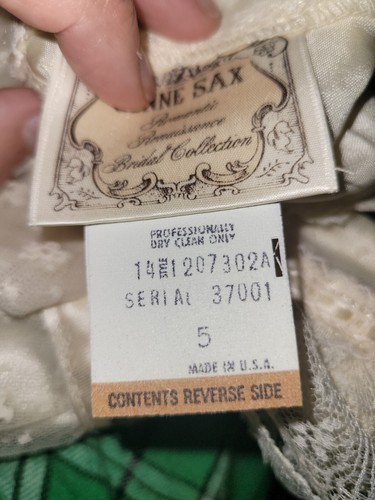 NNE SAX
Romantic
Renaissance
Bridal Collection
PROFESSIONALLY
DRY CLEAN ONLY
14 STYLE 1207302A
SERIAL 37001
5
MADE IN U.S.A.
CONTENTS REVERSE SIDE